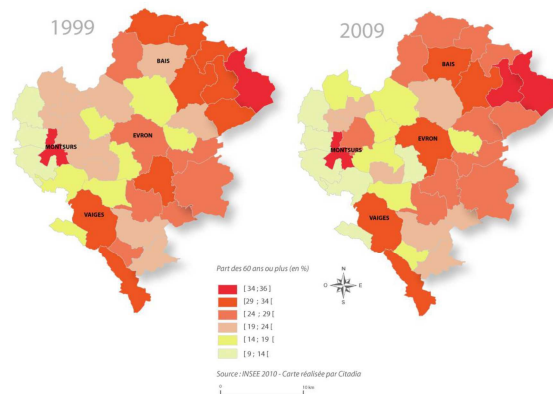 1999
2009
BAIS
BAIS
EVRON
EVRON
MONTSURS
MONTSURS
VAIGES
VAIGES
Part des 60 ans ou plus (en %)
[ 34 ; 36 ]
[29 ; 34 [
[ 24 ; 29 [
[ 19 ; 24 [
[ 14 ; 19 [
[ 9 ; 14 [
N
O
E
S
Source : INSEE 2010 - Carte réalisée par Citadia
0